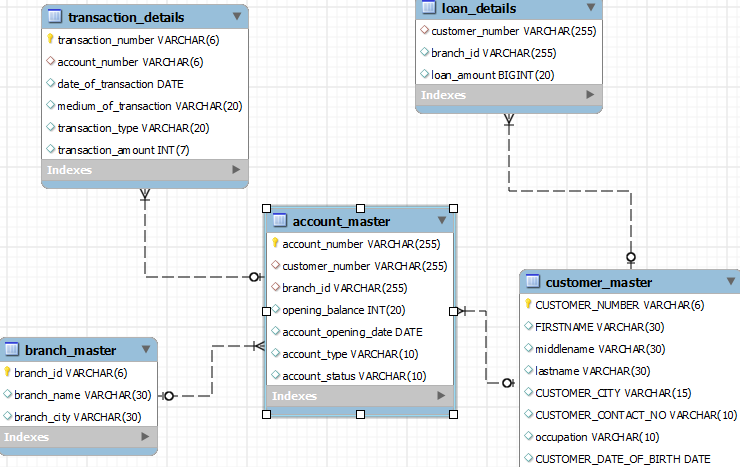 transaction_details
transaction_number VARCHAR(6)
account_number VARCHAR(6)
date_of_transaction DATE
medium_of_transaction VARCHAR(20)
transaction_type VARCHAR(20)
transaction_amount INT(7)
Indexes
loan_details
customer_number VARCHAR(255)
branch_id VARCHAR(255)
loan_amount BIGINT(20)
Indexes
account_master
account_number VARCHAR(255)
customer_number VARCHAR(255)
branch_id VARCHAR(255)
opening_balance INT(20)
account_opening_date DATE
account_type VARCHAR(10)
account_status VARCHAR(10)
Indexes
branch_master
branch_id VARCHAR(6)
branch_name VARCHAR(30)
branch_city VARCHAR(30)
Indexes
customer_master
CUSTOMER_NUMBER VARCHAR(6)
FIRSTNAME VARCHAR(30)
middlename VARCHAR(30)
lastname VARCHAR(30)
CUSTOMER_CITY VARCHAR(15)
CUSTOMER_CONTACT_NO VARCHAR(10)
occupation VARCHAR(10)
CUSTOMER_DATE_OF_BIRTH DATE